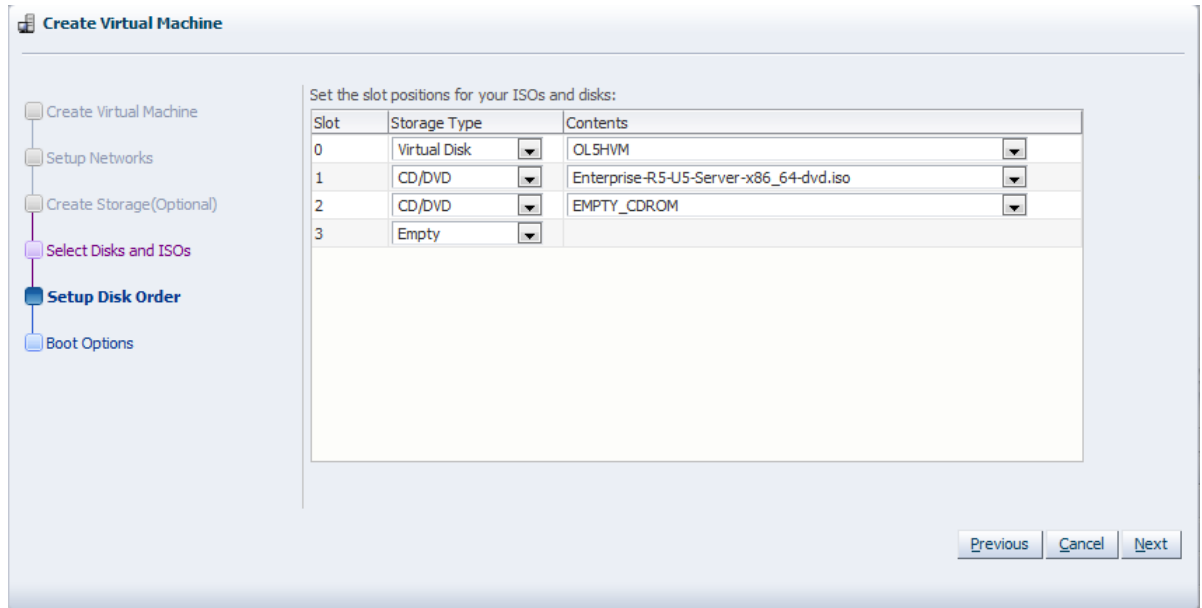 Create Virtual Machine
Create Virtual Machine
Setup Networks
Create Storage(Optional)
Select Disks and ISOs
Setup Disk Order
Boot Options
Set the slot positions for your ISOs and disks:
Slot Storage Type Contents
0 Virtual Disk OL5HVM
1 CD/DVD Enterprise-R5-U5-Server-x86_64-dvd.iso
2 CD/DVD EMPTY_CDROM
3 Empty
Previous Cancel Next